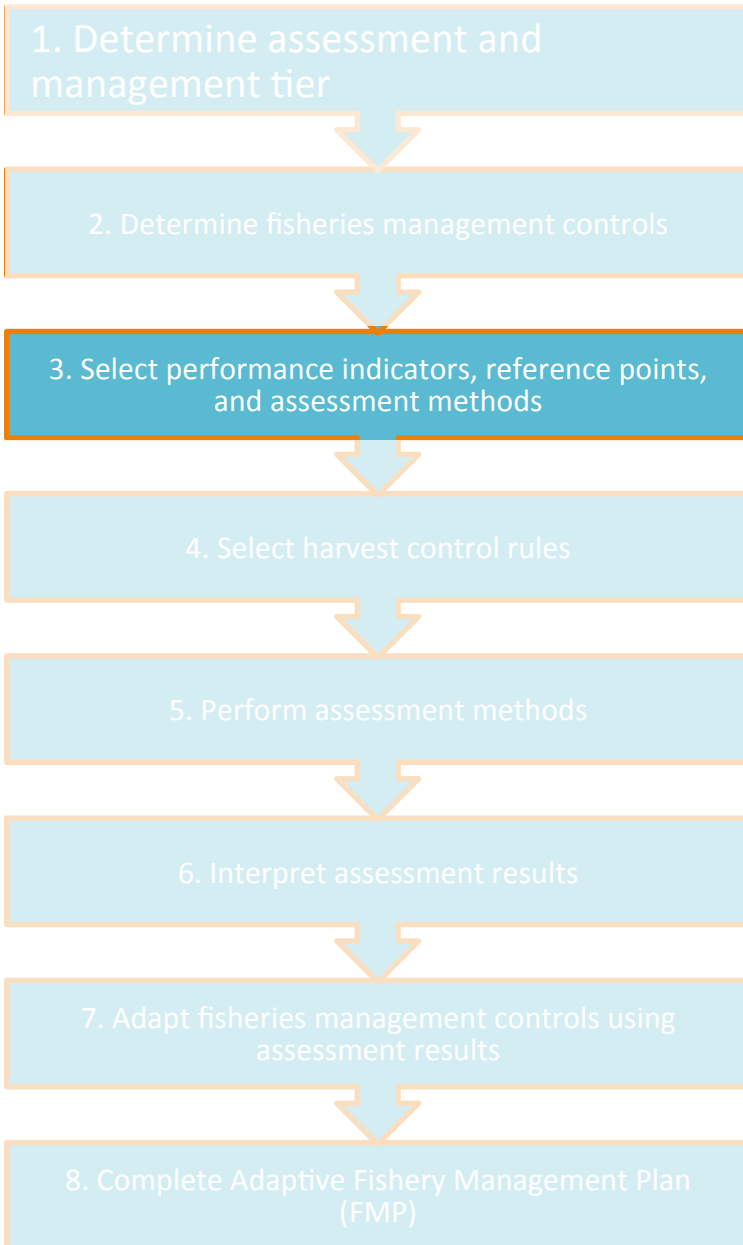 1. Determine assessment and
management tier
2. Determine fisheries management controls
3. Select performance indicators, reference points,
and assessment methods
4. Select harvest control rules
5. Perform assessment methods
6. Interpret assessment results
7. Adapt fisheries management controls using
assessment results
8. Complete Adaptive Fishery Management Plan
(FMP)